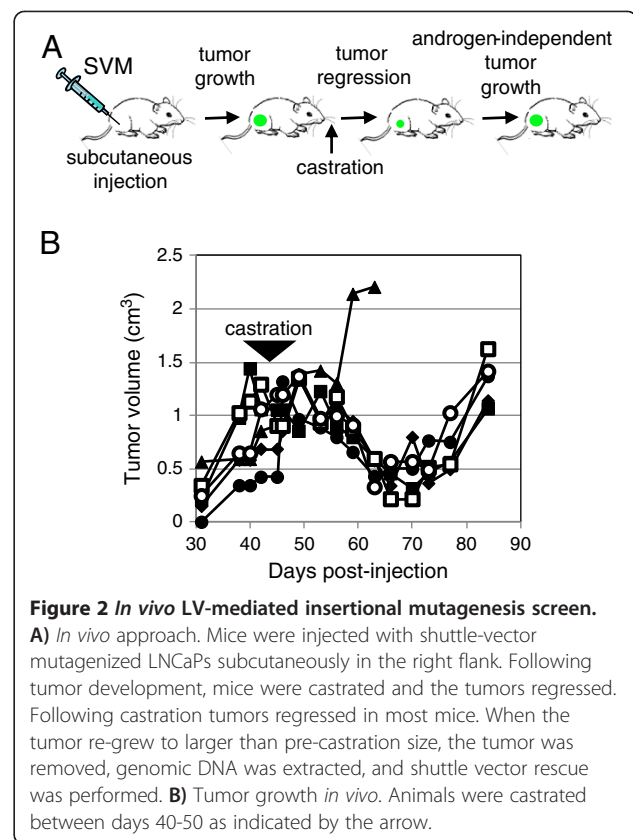 A
SVM
subcutaneous
injection
tumor
growth
castration
tumor
regression
androgen-independent
tumor
growth
B
Tumor volume (cm³)
2.5
2
1.5
1
0.5
0
castration
30 40 50 60 70 80 90
Days post-injection
Figure 2 In vivo LV-mediated insertional mutagenesis screen.
A) In vivo approach. Mice were injected with shuttle-vector
mutagenized LNCaPs subcutaneously in the right flank. Following
tumor development, mice were castrated and the tumors regressed.
Following castration tumors regressed in most mice. When the
tumor re-grew to larger than pre-castration size, the tumor was
removed, genomic DNA was extracted, and shuttle vector rescue
was performed. B) Tumor growth in vivo. Animals were castrated
between days 40-50 as indicated by the arrow.